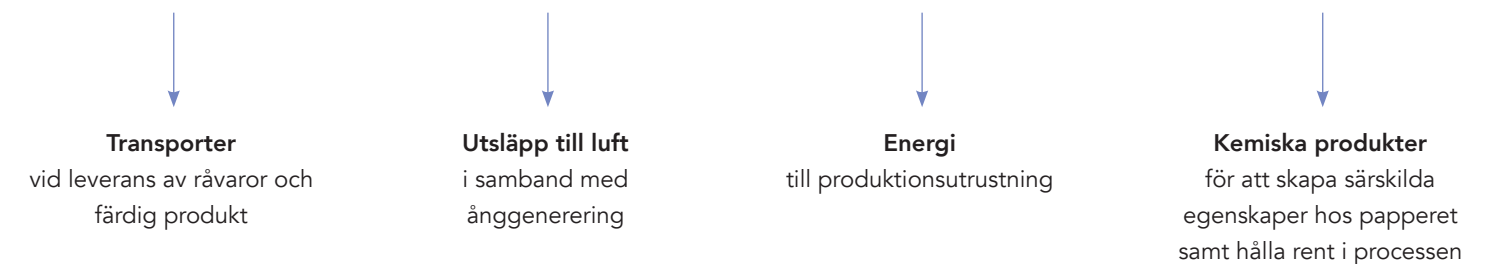 Transporter
vid leverans av råvaror och
färdig produkt
Utsläpp till luft
i samband med
ånggenerering
Energi
till produktionsutrustning
Kemiska produkter
för att skapa särskilda
egenskaper hos papperet
samt hålla rent i processen